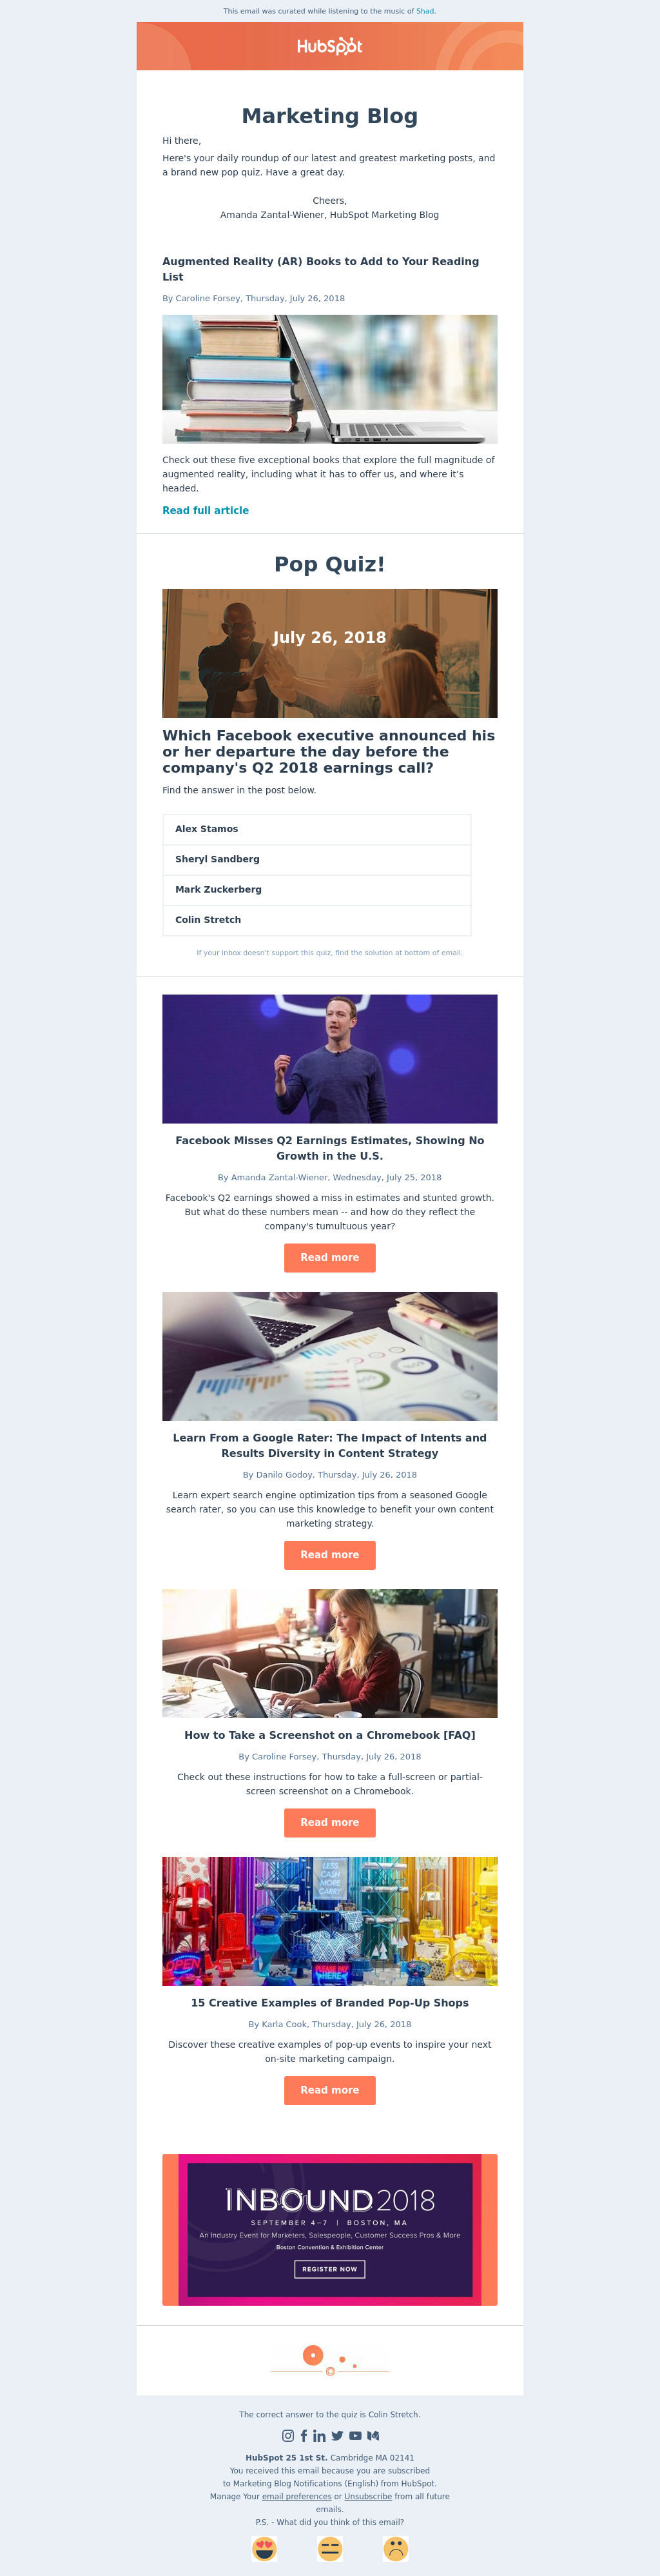 This email was curated while listening to the music of Shad.
HubSpot
Marketing Blog
Hi there,
Here's your daily roundup of our latest and greatest marketing posts, and
a brand new pop quiz. Have a great day.
Cheers,
Amanda Zantal-Wiener, HubSpot Marketing Blog
Augmented Reality (AR) Books to Add to Your Reading
List
By Caroline Forsey, Thursday, July 26, 2018
Check out these five exceptional books that explore the full magnitude of
augmented reality, including what it has to offer us, and where it's
headed.
Read full article
Pop Quiz!
July 26, 2018
Which Facebook executive announced his
or her departure the day before the
company's Q2 2018 earnings call?
Find the answer in the post below.
Alex Stamos
Sheryl Sandberg
Mark Zuckerberg
Colin Stretch
If your inbox doesn't support this quiz, find the solution at bottom of email.
Facebook Misses Q2 Earnings Estimates, Showing No
Growth in the U.S.
By Amanda Zantal-Wiener, Wednesday, July 25, 2018
Facebook's Q2 earnings showed a miss in estimates and stunted growth.
But what do these numbers mean -- and how do they reflect the
company's tumultuous year?
Read more
Learn From a Google Rater: The Impact of Intents and
Results Diversity in Content Strategy
By Danilo Godoy, Thursday, July 26, 2018
Learn expert search engine optimization tips from a seasoned Google
search rater, so you can use this knowledge to benefit your own content
marketing strategy.
Read more
How to Take a Screenshot on a Chromebook [FAQ]
By Caroline Forsey, Thursday, July 26, 2018
Check out these instructions for how to take a full-screen or partial-
screen screenshot on a Chromebook.
Read more
LESS
CASH
MORE
CARRY
OPEN
PLEASE PAY
HERE
15 Creative Examples of Branded Pop-Up Shops
By Karla Cook, Thursday, July 26, 2018
Discover these creative examples of pop-up events to inspire your next
on-site marketing campaign.
Read more
INBOUND 2018
SEPTEMBER 4-7 | BOSTON, MA
An Industry Event for Marketers, Salespeople, Customer Success Pros & More
Boston Convention & Exhibition Center
REGISTER NOW
The correct answer to the quiz is Colin Stretch.
HubSpot 25 1st St. Cambridge MA 02141
You received this email because you are subscribed
to Marketing Blog Notifications (English) from HubSpot.
Manage Your email preferences or Unsubscribe from all future
emails.
P.S. - What did you think of this email?